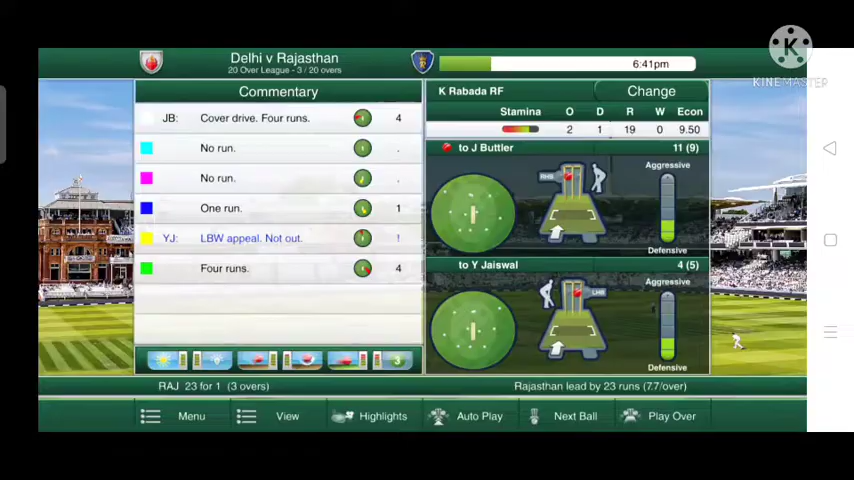 Delhi v Rajasthan
20 Over League - 3 / 20 overs
6:41pm
K
KINEMASTER
Commentary
JB: Cover drive. Four runs. 4
No run. .
No run. .
One run. 1
YJ: LBW appeal. Not out. !
Four runs. 4
3
K Rabada RF
Change
Stamina O D R W Econ
2 1 19 0 9.50
to J Buttler 11 (9)
RHB
Aggressive
Defensive
to Y Jaiswal 4 (5)
LHB
Aggressive
Defensive
RAJ 23 for 1 (3 overs)
Rajasthan lead by 23 runs (7.7/over)
Menu
View
Highlights
Auto Play
Next Ball
Play Over